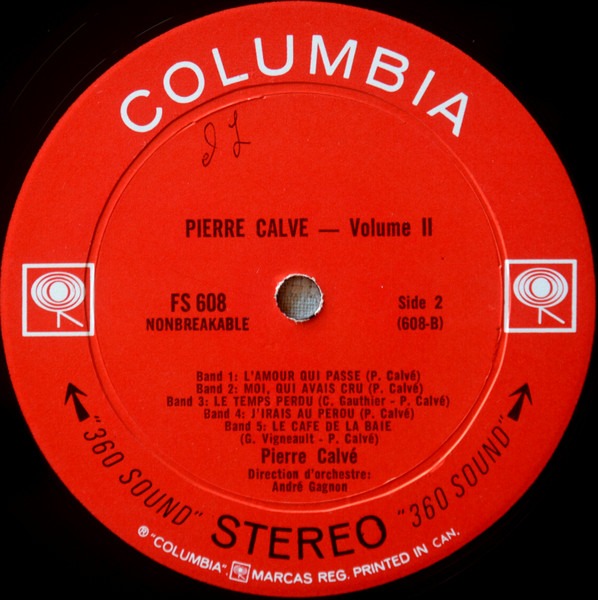 COLUMBIA
PIERRE CALVE — Volume II
FS 608
NONBREAKABLE
Side 2
(608-B)
Band 1: L'AMOUR QUI PASSE (P. Calvé)
Band 2: MOI, QUI AVAIS CRU (P. Calvé)
Band 3: LE TEMPS PERDU (C. Gauthier - P. Calvé)
Band 4: J'IRAIS AU PEROU (P. Calvé)
Band 5: LE CAFE DE LA BAIE
(G. Vigneault - P. Calvé)
Pierre Calvé
Direction d'orchestre:
André Gagnon
"360 SOUND" STEREO "360 SOUND"
® "COLUMBIA". MARCAS REG. PRINTED IN CAN.